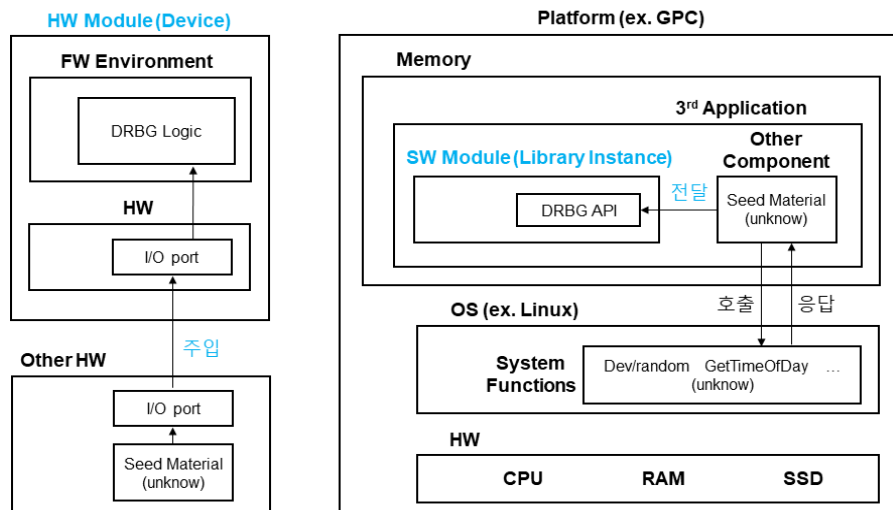 HW Module(Device)
FW Environment
DRBG Logic
HW
I/O port
주입
Other HW
I/O port
Seed Material
(unknow)
Platform (ex. GPC)
Memory
3rd Application
Other
Component
SW Module (Library Instance)
전달
DRBG API
Seed Material
(unknow)
호출
응답
OS (ex. Linux)
System
Functions
Dev/random GetTimeOfDay ...
(unknow)
HW
CPU RAM SSD